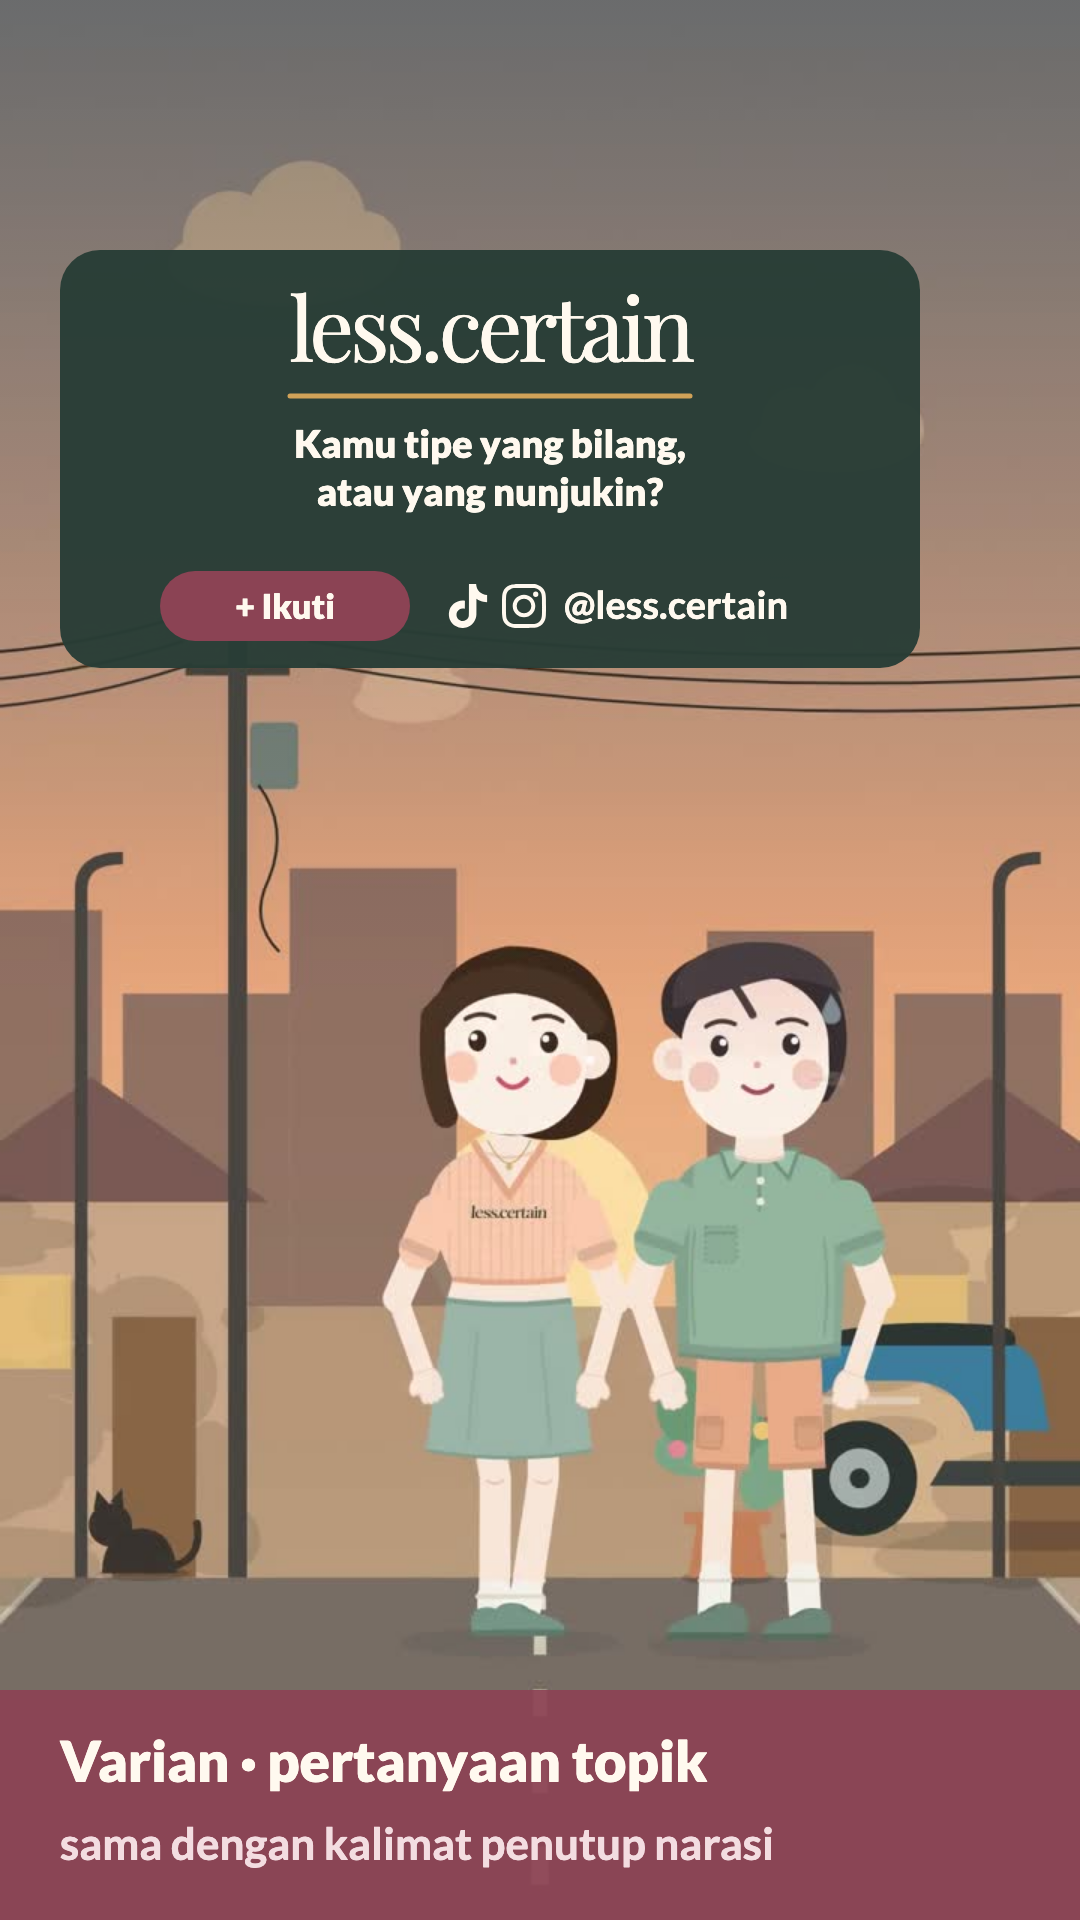 less.certain
Kamu tipe yang bilang,
atau yang nunjukin?
+ Ikuti
@less.certain
less.certain
Varian • pertanyaan topik
sama dengan kalimat penutup narasi